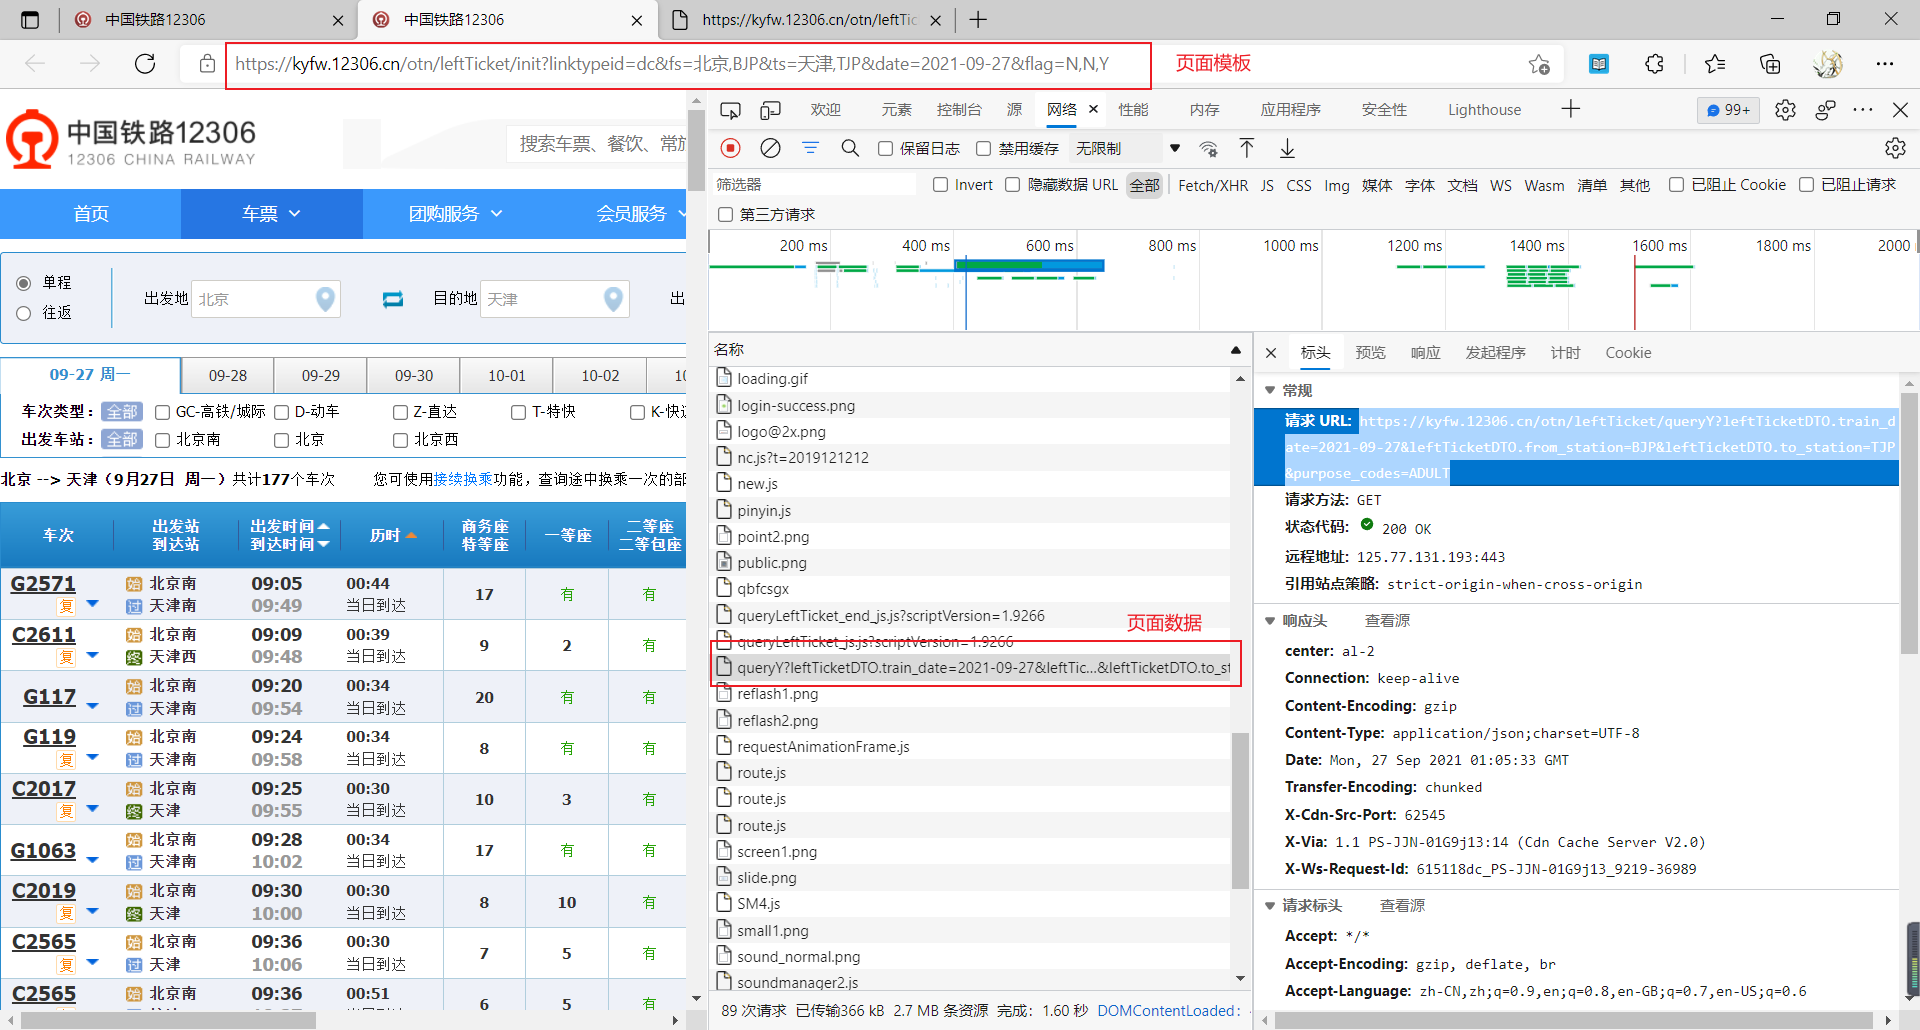 中国铁路12306
中国铁路12306
https://kyfw.12306.cn/otn/leftTic
https://kyfw.12306.cn/otn/leftTicket/init?linktypeid=dc&fs=北京,BJP&ts=天津,TJP&date=2021-09-27&flag=N,N,Y
页面模板
中国铁路12306
12306 CHINA RAILWAY
搜索车票、餐饮、常旅
首页
车票
团购服务
会员服务
单程
往返
出发地
北京
目的地
天津
出
09-27 周一
09-28
09-29
09-30
10-01
10-02
车次类型：
全部
GC-高铁/城际
D-动车
Z-直达
T-特快
出发车站：
全部
北京南
北京
北京西
北京 --> 天津（9月27日 周一）共计177个车次
您可使用接续换乘功能，查询途中换乘一次的部
车次
出发站
到达站
出发时间
到达时间
历时
商务座
特等座
一等座
二等座
二等包座
G2571
复
始 北京南
过 天津南
09:05
09:49
00:44
当日到达
17
有
有
C2611
复
始 北京南
终 天津西
09:09
09:48
00:39
当日到达
9
2
有
G117
始 北京南
过 天津南
09:20
09:54
00:34
当日到达
20
有
有
G119
复
始 北京南
过 天津南
09:24
09:58
00:34
当日到达
8
有
有
C2017
复
始 北京南
终 天津
09:25
09:55
00:30
当日到达
10
3
有
G1063
始 北京南
过 天津南
09:28
10:02
00:34
当日到达
17
有
有
C2019
复
始 北京南
终 天津
09:30
10:00
00:30
当日到达
8
10
有
C2565
复
始 北京南
过 天津
09:36
10:06
00:30
当日到达
7
5
有
C2565
始 北京南
09:36
00:51
6
5
有
欢迎
元素
控制台
源
网络
性能
内存
应用程序
安全性
Lighthouse
99+
保留日志
禁用缓存
无限制
筛选器
Invert
隐藏数据 URL
全部
Fetch/XHR
JS
CSS
Img
媒体
字体
文档
WS
Wasm
清单
其他
已阻止 Cookie
已阻止请求
第三方请求
200 ms
400 ms
600 ms
800 ms
1000 ms
1200 ms
1400 ms
1600 ms
1800 ms
2000
名称
loading.gif
login-success.png
logo@2x.png
nc.js?t=2019121212
new.js
pinyin.js
point2.png
public.png
qbfcsgx
queryLeftTicket_end_js.js?scriptVersion=1.9266
页面数据
queryLeftTicket_js.js?scriptVersion=1.9266
queryY?leftTicketDTO.train_date=2021-09-27&leftTic...&leftTicketDTO.to_st
reflash1.png
reflash2.png
requestAnimationFrame.js
route.js
route.js
route.js
screen1.png
slide.png
SM4.js
small1.png
sound_normal.png
soundmanager2.js
89 次请求
已传输366 kB
2.7 MB 条资源
完成：1.60 秒
DOMContentLoaded：
标头
预览
响应
发起程序
计时
Cookie
常规
请求 URL: https://kyfw.12306.cn/otn/leftTicket/queryY?leftTicketDTO.train_d
ate=2021-09-27&leftTicketDTO.from_station=BJP&leftTicketDTO.to_station=TJP
&purpose_codes=ADULT
请求方法: GET
状态代码: 200 OK
远程地址: 125.77.131.193:443
引用站点策略: strict-origin-when-cross-origin
响应头
查看源
center: al-2
Connection: keep-alive
Content-Encoding: gzip
Content-Type: application/json;charset=UTF-8
Date: Mon, 27 Sep 2021 01:05:33 GMT
Transfer-Encoding: chunked
X-Cdn-Src-Port: 62545
X-Via: 1.1 PS-JJN-01G9j13:14 (Cdn Cache Server V2.0)
X-Ws-Request-Id: 615118dc_PS-JJN-01G9j13_9219-36989
请求标头
查看源
Accept: */*
Accept-Encoding: gzip, deflate, br
Accept-Language: zh-CN,zh;q=0.9,en;q=0.8,en-GB;q=0.7,en-US;q=0.6